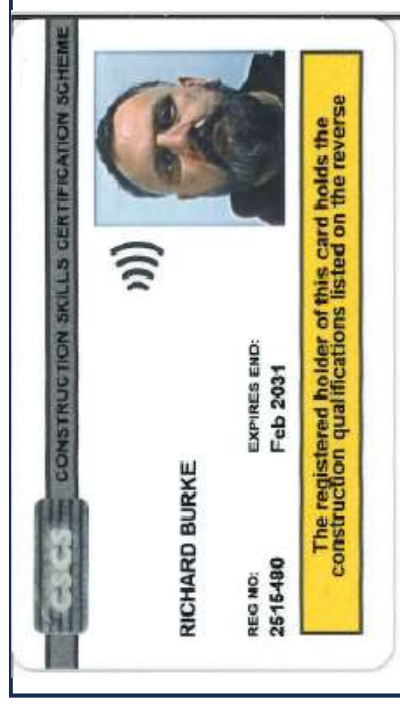 CSCS
CONSTRUCTION SKILLS CERTIFICATION SCHEME
RICHARD BURKE
REG NO:
2515480
EXPIRES END:
Feb 2031
The registered holder of this card holds the
construction qualifications listed on the reverse